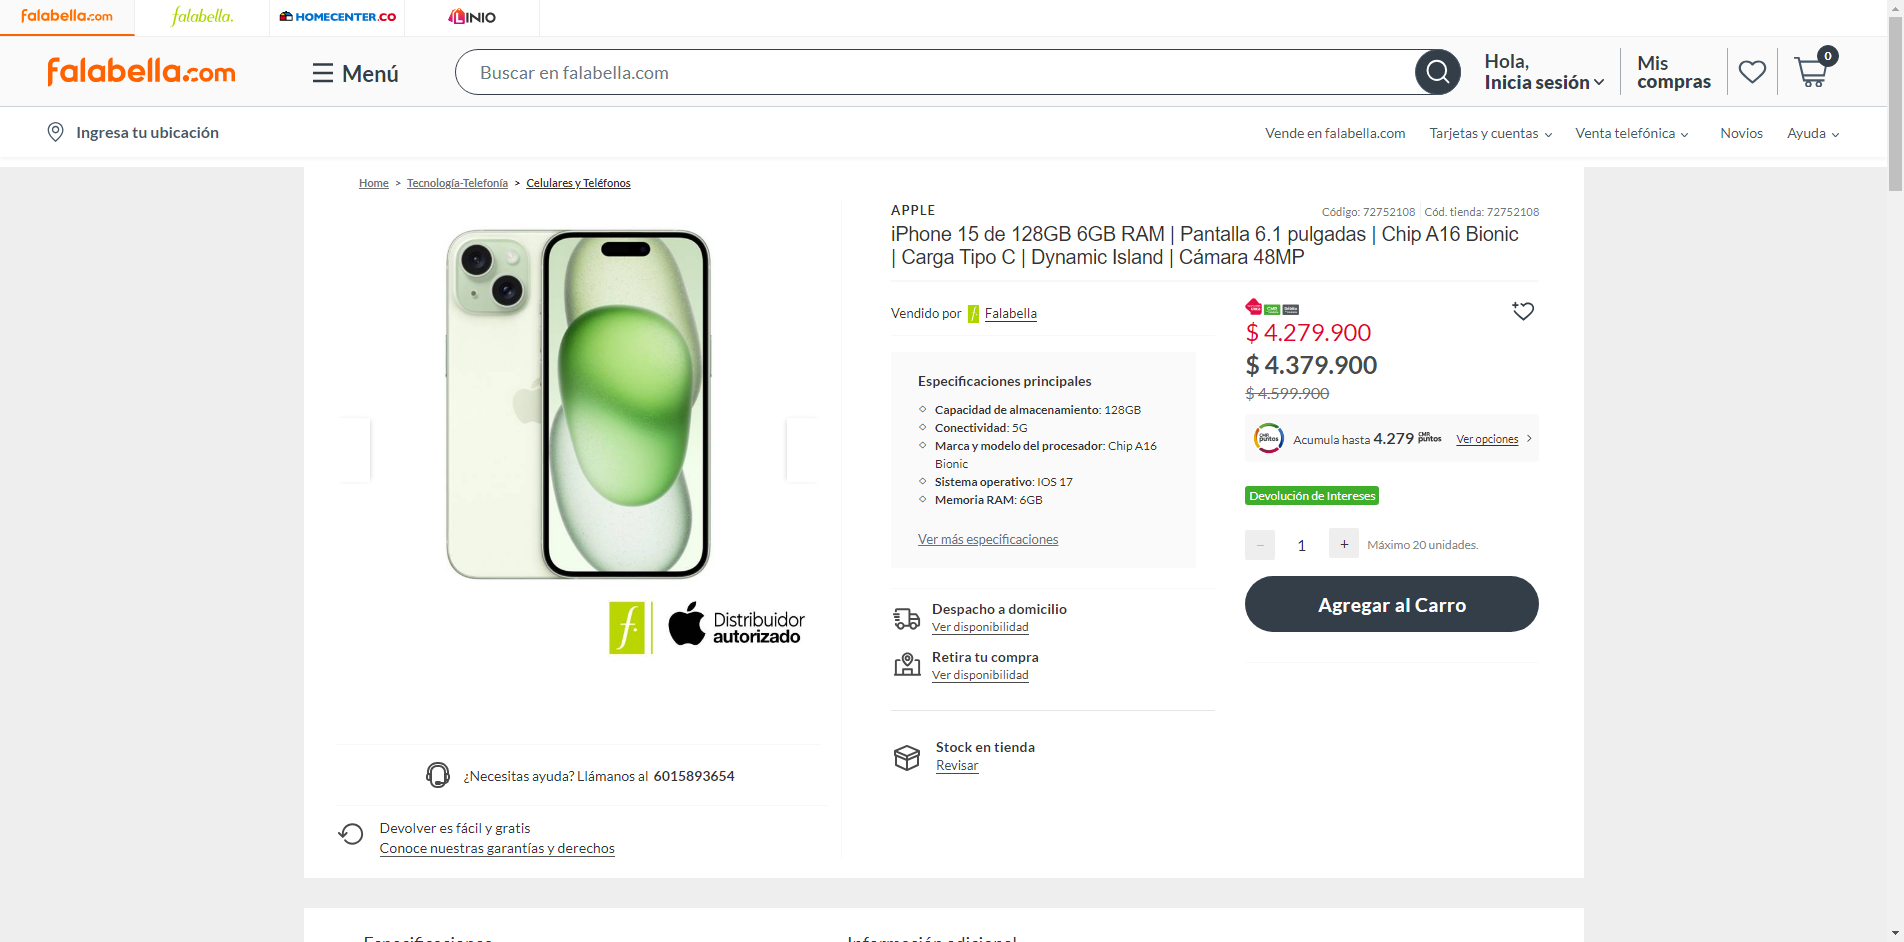 falabella.com
falabella.
HOMECENTER.CO
LINIO
falabella.com
Menú
Buscar en falabella.com
Hola,
Inicia sesión
Mis
compras
0
Ingresa tu ubicación
Vende en falabella.com
Tarjetas y cuentas
Venta telefónica
Novios
Ayuda
Home > Tecnología-Telefonía > Celulares y Teléfonos
APPLE
Código: 72752108
Cód. tienda: 72752108
iPhone 15 de 128GB 6GB RAM | Pantalla 6.1 pulgadas | Chip A16 Bionic
| Carga Tipo C | Dynamic Island | Cámara 48MP
Vendido por f. Falabella
Especificaciones principales
Capacidad de almacenamiento: 128GB
Conectividad: 5G
Marca y modelo del procesador: Chip A16
Bionic
Sistema operativo: IOS 17
Memoria RAM: 6GB
Ver más especificaciones
$ 4.279.900
$ 4.379.900
$ 4.599.900
CMR puntos
Acumula hasta 4.279 CMR puntos
Ver opciones
Devolución de Intereses
− 1 +
Máximo 20 unidades.
Agregar al Carro
f.
Distribuidor
autorizado
Despacho a domicilio
Ver disponibilidad
Retira tu compra
Ver disponibilidad
Stock en tienda
Revisar
¿Necesitas ayuda? Llámanos al 6015893654
Devolver es fácil y gratis
Conoce nuestras garantías y derechos
Especificaciones
Información adicional